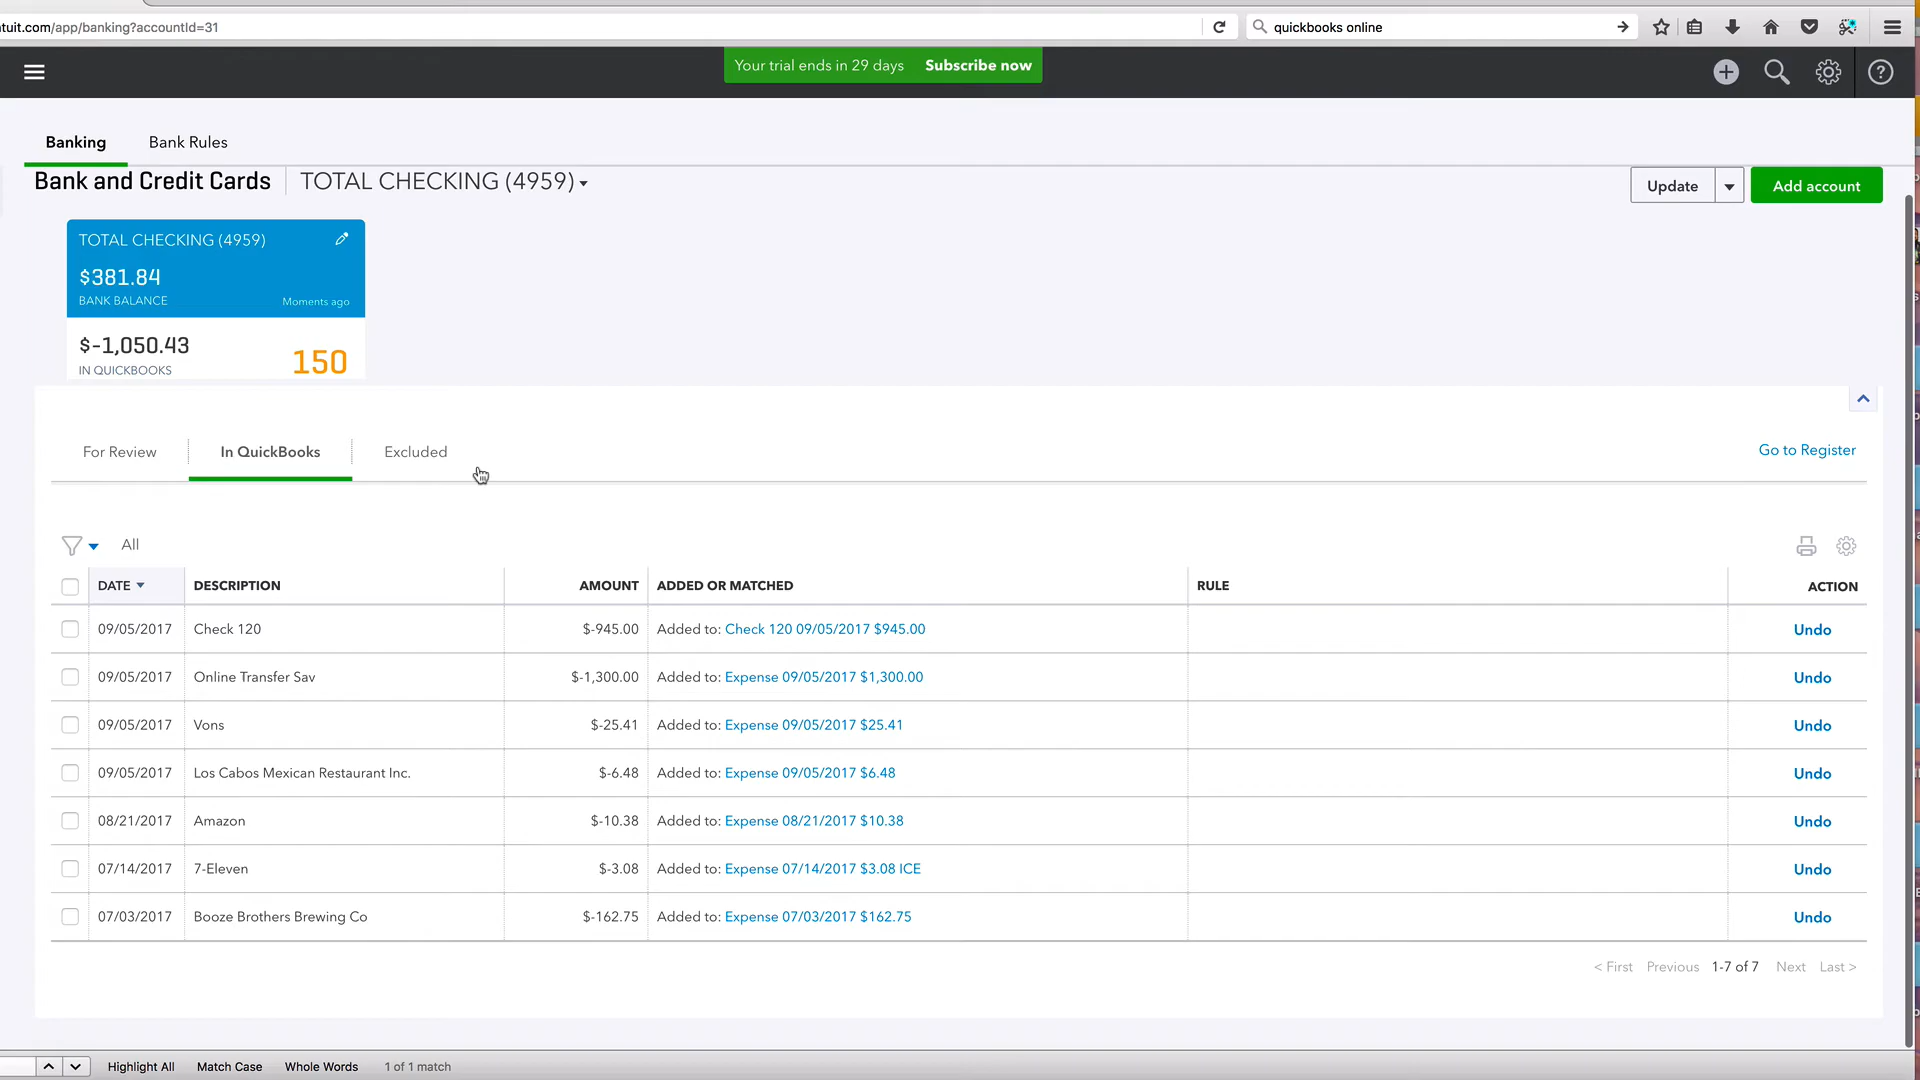 tuit.com/app/banking?accountId=31
quickbooks online
Your trial ends in 29 days Subscribe now
Banking Bank Rules
Bank and Credit Cards TOTAL CHECKING (4959)
Update Add account
TOTAL CHECKING (4959)
$381.84
BANK BALANCE Moments ago
$-1,050.43 150
IN QUICKBOOKS
For Review In QuickBooks Excluded Go to Register
All
DATE DESCRIPTION AMOUNT ADDED OR MATCHED RULE ACTION
09/05/2017 Check 120 $-945.00 Added to: Check 120 09/05/2017 $945.00 Undo
09/05/2017 Online Transfer Sav $-1,300.00 Added to: Expense 09/05/2017 $1,300.00 Undo
09/05/2017 Vons $-25.41 Added to: Expense 09/05/2017 $25.41 Undo
09/05/2017 Los Cabos Mexican Restaurant Inc. $-6.48 Added to: Expense 09/05/2017 $6.48 Undo
08/21/2017 Amazon $-10.38 Added to: Expense 08/21/2017 $10.38 Undo
07/14/2017 7-Eleven $-3.08 Added to: Expense 07/14/2017 $3.08 ICE Undo
07/03/2017 Booze Brothers Brewing Co $-162.75 Added to: Expense 07/03/2017 $162.75 Undo
< First Previous 1-7 of 7 Next Last >
Highlight All Match Case Whole Words 1 of 1 match